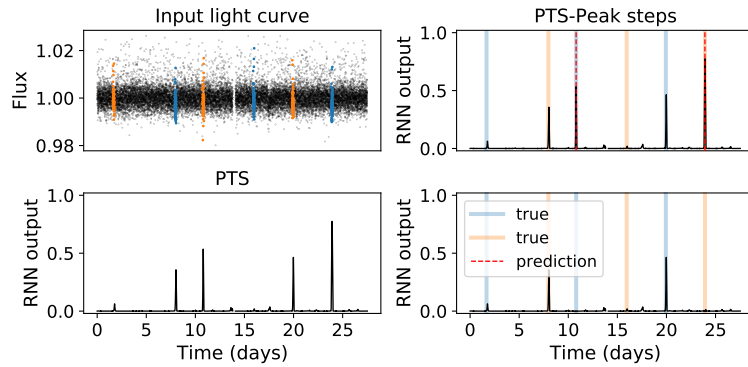 Input light curve
Flux
1.02
1.00
0.98
PTS-Peak steps
RNN output
1.0
0.5
0.0
PTS
RNN output
1.0
0.5
0.0
0 5 10 15 20 25
Time (days)
RNN output
1.0
0.5
0.0
true
true
prediction
0 5 10 15 20 25
Time (days)